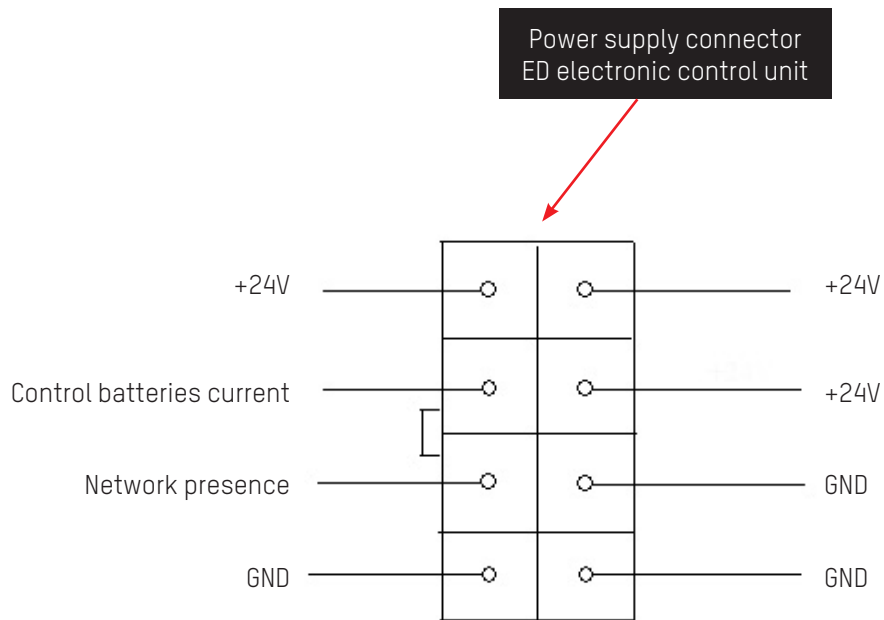 Power supply connector
ED electronic control unit
+24V
+24V
Control batteries current
+24V
Network presence
GND
GND
GND